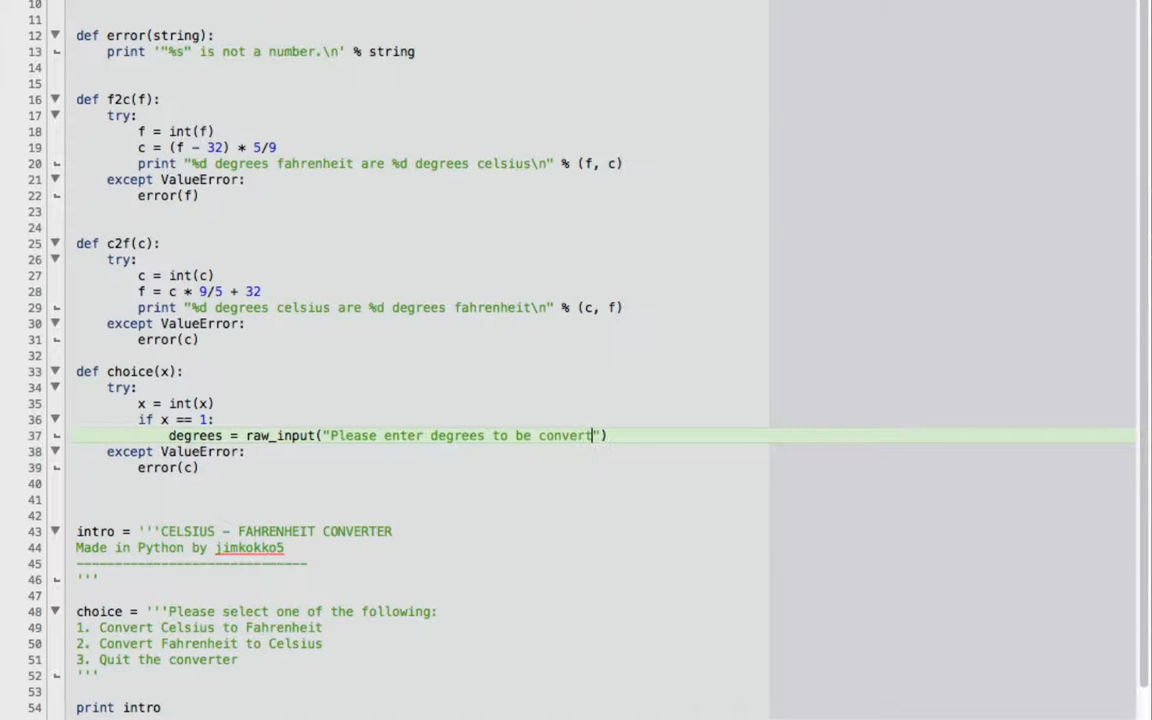 10
11
12 def error(string):
13 print '"%s" is not a number.\n' % string
14
15
16 def f2c(f):
17 try:
18 f = int(f)
19 c = (f - 32) * 5/9
20 print "%d degrees fahrenheit are %d degrees celsius\n" % (f, c)
21 except ValueError:
22 error(f)
23
24
25 def c2f(c):
26 try:
27 c = int(c)
28 f = c * 9/5 + 32
29 print "%d degrees celsius are %d degrees fahrenheit\n" % (c, f)
30 except ValueError:
31 error(c)
32
33 def choice(x):
34 try:
35 x = int(x)
36 if x == 1:
37 degrees = raw_input("Please enter degrees to be convert")
38 except ValueError:
39 error(c)
40
41
42
43 intro = '''CELSIUS - FAHRENHEIT CONVERTER
44 Made in Python by jimkokko5
45 ------------------------------
46 '''
47
48 choice = '''Please select one of the following:
49 1. Convert Celsius to Fahrenheit
50 2. Convert Fahrenheit to Celsius
51 3. Quit the converter
52 '''
53
54 print intro